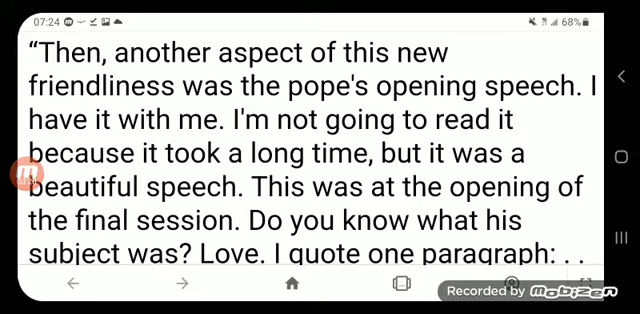 07:24 68%
“Then, another aspect of this new
friendliness was the pope's opening speech. I
have it with me. I'm not going to read it
because it took a long time, but it was a
beautiful speech. This was at the opening of
the final session. Do you know what his
subject was? Love. I quote one paragraph: . .
03:24
Recorded by Mobizen